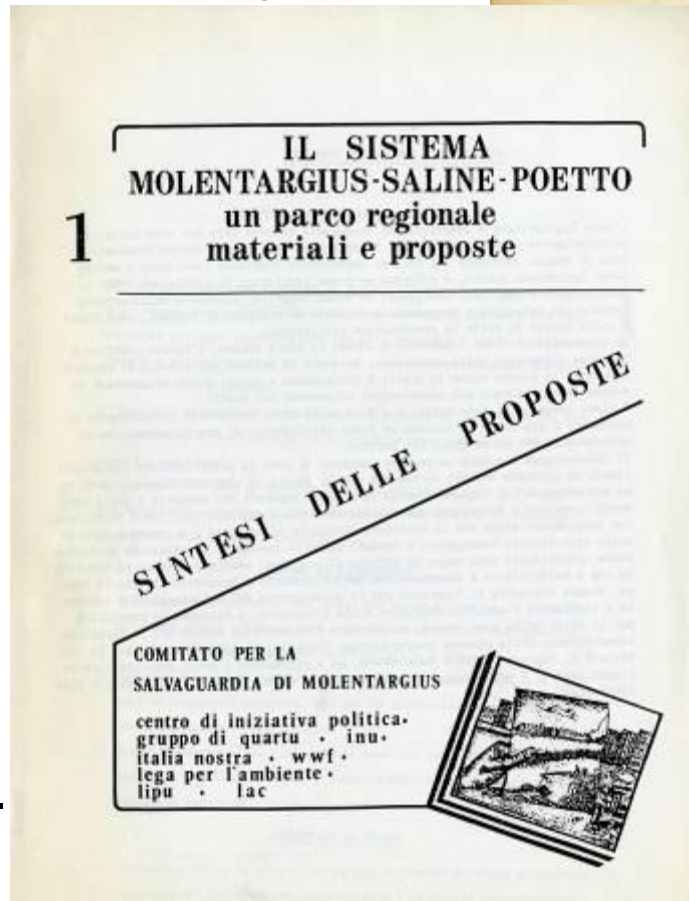 IL SISTEMA
MOLENTARGIUS-SALINE-POETTO
un parco regionale
materiali e proposte
1
SINTESI DELLE PROPOSTE
COMITATO PER LA
SALVAGUARDIA DI MOLENTARGIUS
centro di iniziativa politica•
gruppo di quartu • inu•
italia nostra • wwf •
lega per l'ambiente •
lipu • lac